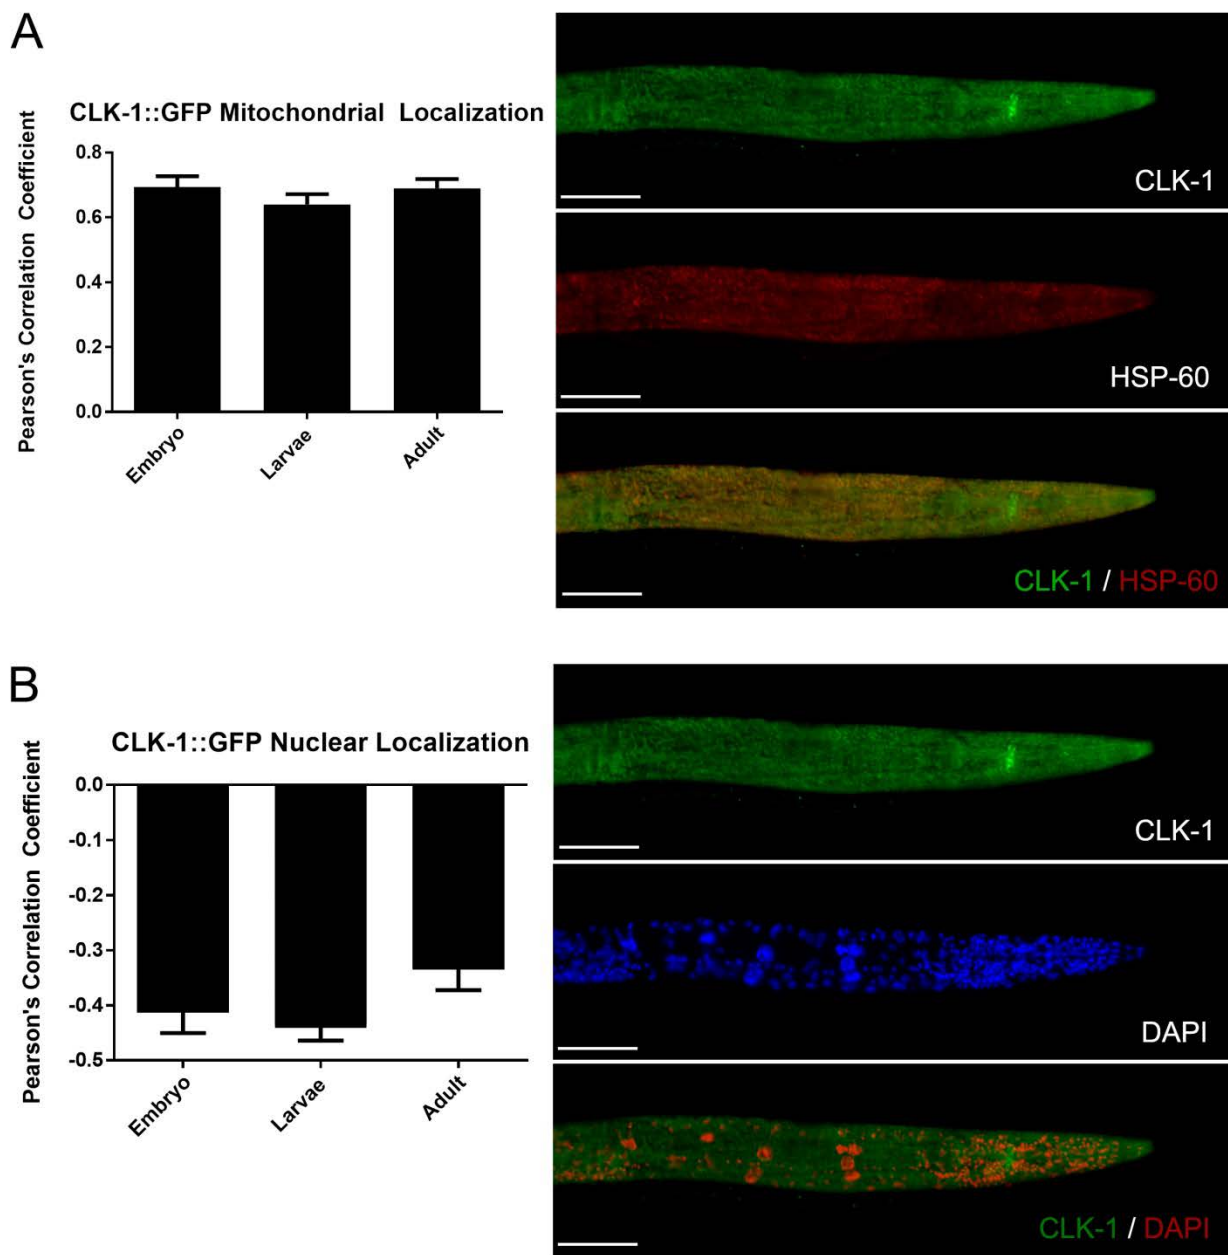 A
CLK-1::GFP Mitochondrial Localization
Pearson's Correlation Coefficient
0.8
0.6
0.4
0.2
0.0
Embryo
Larvae
Adult
CLK-1
HSP-60
CLK-1 / HSP-60
B
CLK-1::GFP Nuclear Localization
Pearson's Correlation Coefficient
0.0
-0.1
-0.2
-0.3
-0.4
-0.5
Embryo
Larvae
Adult
CLK-1
DAPI
CLK-1 / DAPI